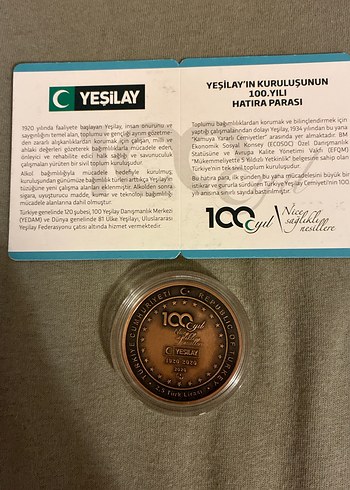 YEŞİLAY
1920 yılında faaliyete başlayan Yeşilay, insan onurunu ve
saygınlığını temel alan, toplumu ve gençliği ayrım gözetme-
den zararlı alışkanlıklardan korumak için çalışan, milli ve
ahlaki değerleri gözeterek bağımlılıklarla mücadele eden,
önleyici ve rehabilite edici halk sağlığı ve savunuculuk
çalışmaları yürüten bir sivil toplum kuruluşudur.
Alkol bağımlılığıyla mücadele hedefiyle kurulmuş,
kuruluşundan günümüze bağımlılık türleri arttıkça Yeşilay'ın
tüzüğüne yeni çalışma alanları eklenmiştir. Alkolden sonra
sigara, uyuşturucu madde, kumar ve teknoloji bağımlılığı
mücadele alanlarına dahil olmuştur.
Türkiye genelinde 120 şubesi, 100 Yeşilay Danışmanlık Merkezi
(YEDAM) ve Dünya genelinde 81 Ülke Yeşilayı, Uluslararası
Yeşilay Federasyonu çatısı altında hizmet vermektedir.
YEŞİLAY'IN KURULUŞUNUN
100.YILI
HATIRA PARASI
Toplumu bağımlılıklardan korumak ve bilinçlendirmek için
yaptığı çalışmalarından dolayı Yeşilay, 1934 yılından bu yana
"Kamuya Yararlı Cemiyetler" arasında yer almaktadır. BM
Ekonomik Sosyal Konsey (ECOSOC) Özel Danışmanlık
Statüsüne ve Avrupa Kalite Yönetimi Vakfı (EFQM)
"Mükemmeliyette 5 Yıldızlı Yetkinlik" belgesine sahip olan
Türkiye'nin tek sivil toplum kuruluşudur.
Bu hatıra para, ilk günden bu yana mücadelesini büyük bir
istikrar ve gururla sürdüren Türkiye Yeşilay Cemiyeti'nin 100.
yılı anısına sınırlı sayıda bastırılmıştır.
100 yıl Nice
sağlıklı
nesillere
TÜRKİYE CUMHURİYETİ REPUBLIC OF TURKEY
100 yıl
YEŞİLAY
1920-2020
2020
2,5 Türk Lirası